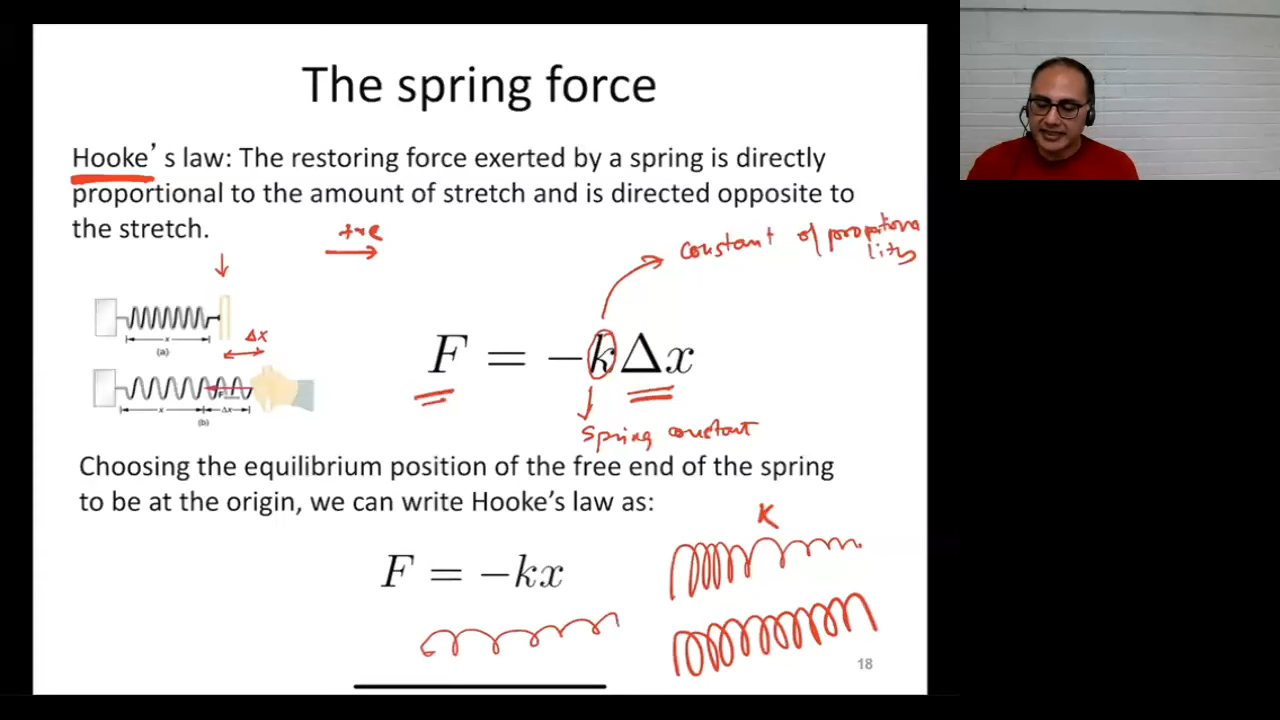 The spring force
Hooke's law: The restoring force exerted by a spring is directly
proportional to the amount of stretch and is directed opposite to
the stretch.
+ve
constant of proportiona
lity
Δx
x
(a)
F = −kΔx
F
x Δx
(b)
spring constant
Choosing the equilibrium position of the free end of the spring
to be at the origin, we can write Hooke's law as:
K
F = −kx
18